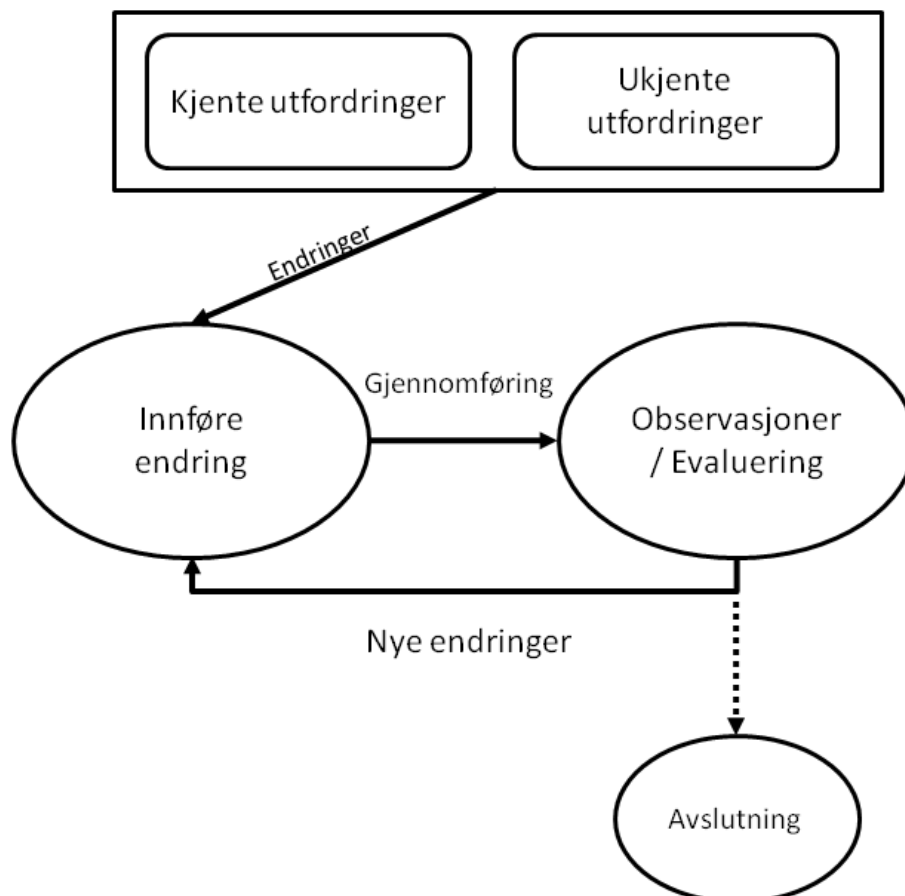 Kjente utfordringer
Ukjente
utfordringer
Endringer
Innføre
endring
Gjennomføring
Observasjoner
/ Evaluering
Nye endringer
Avslutning